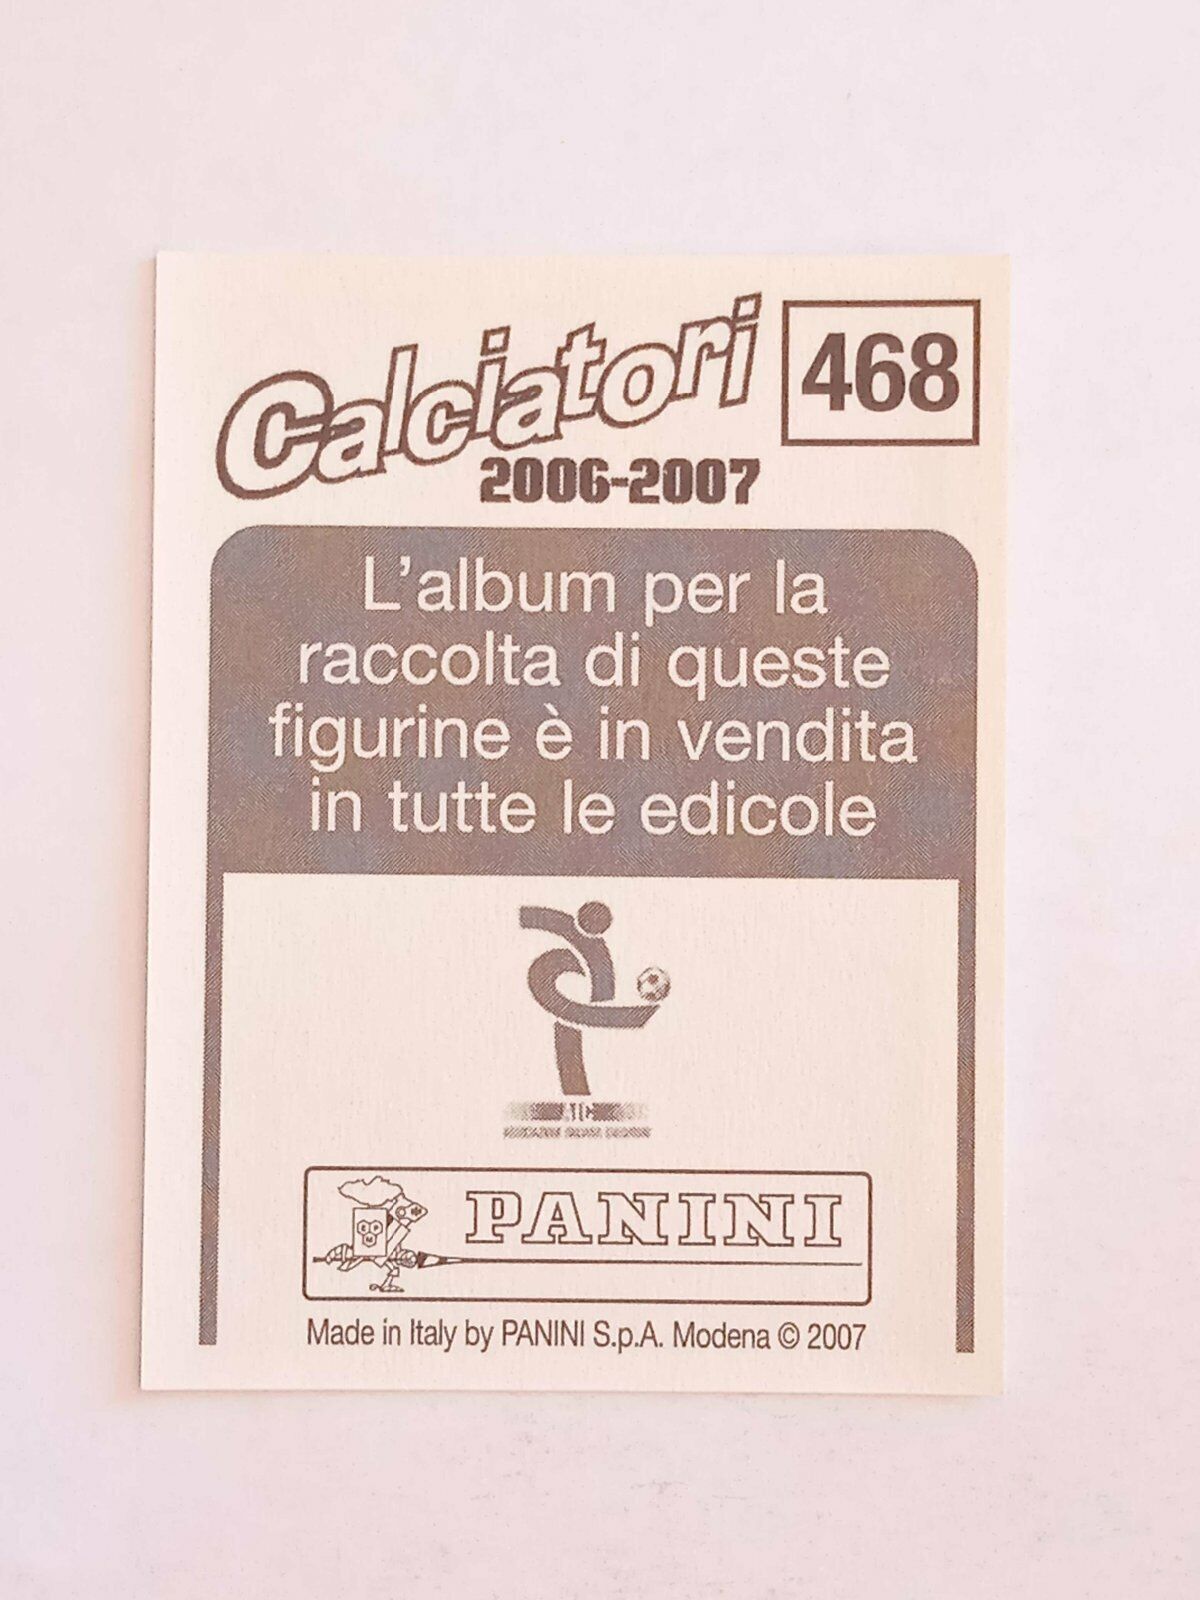 Calciatori
468
2006-2007
L'album per la
raccolta di queste
figurine è in vendita
in tutte le edicole
PANINI
Made in Italy by PANINI S.p.A. Modena © 2007